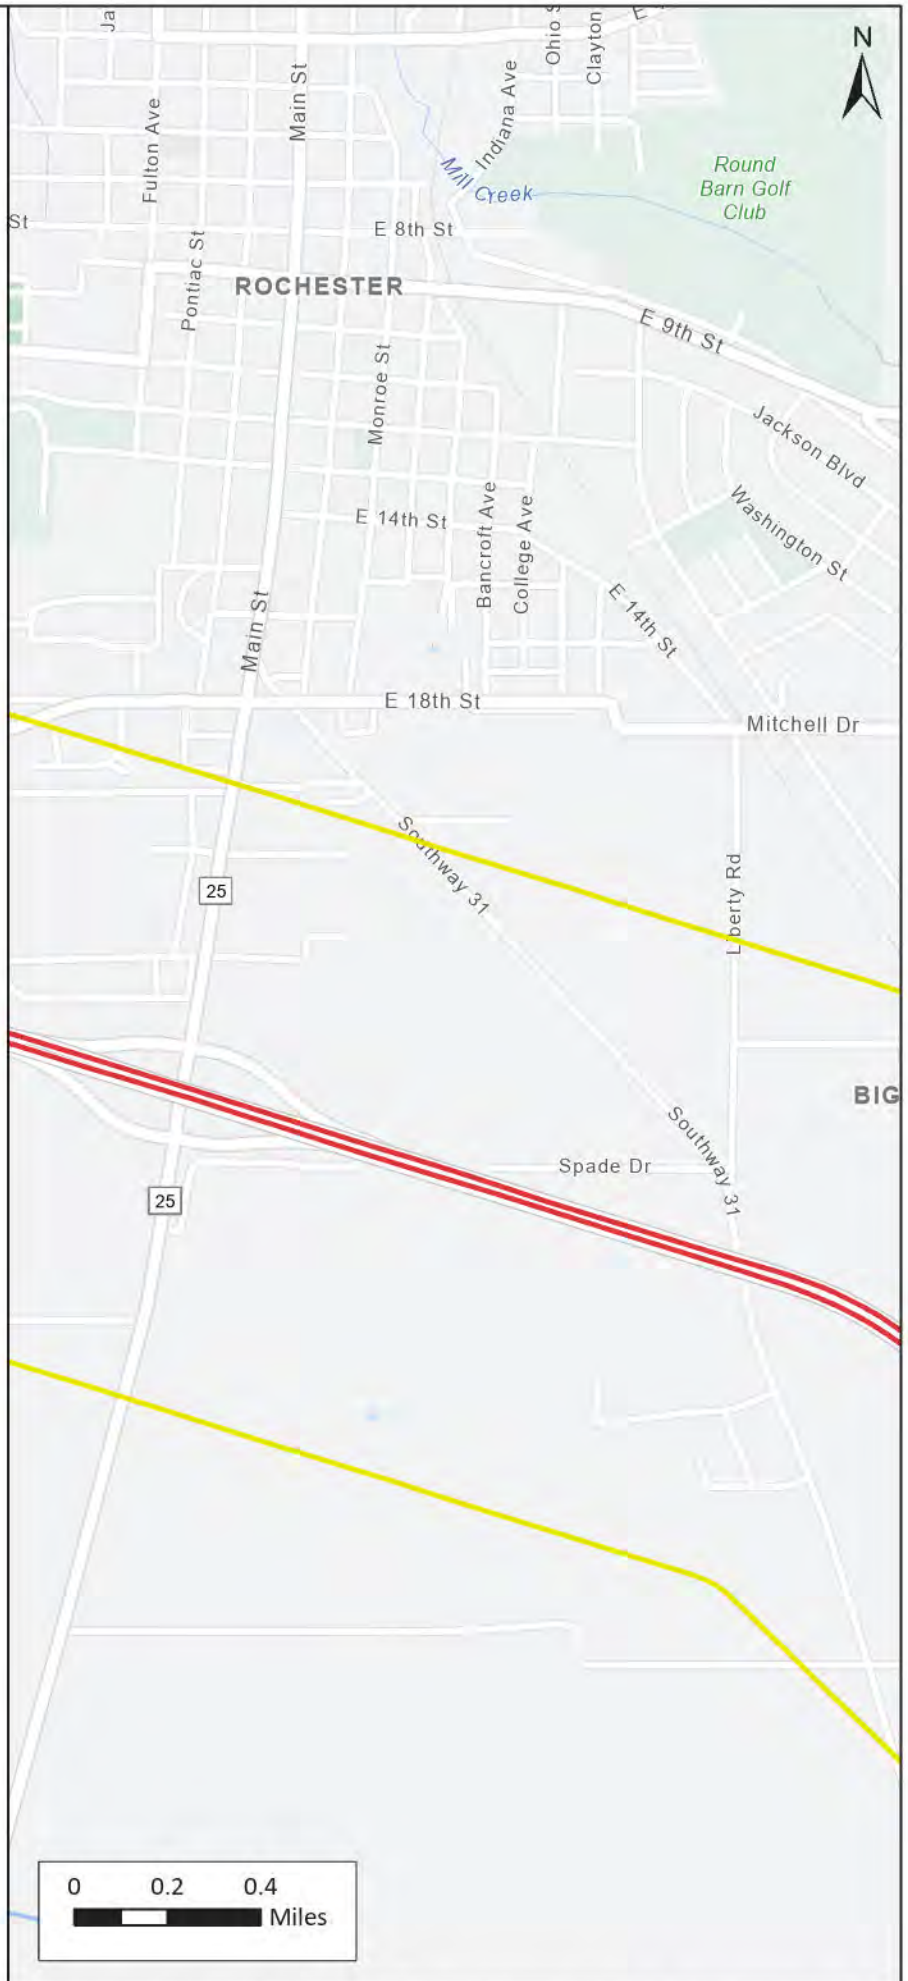 Ja
Ohio S
Clayton
E
N
Main St
Indiana Ave
Fulton Ave
Mill Creek
Round
Barn Golf
Club
St
E 8th St
Pontiac St
ROCHESTER
E 9th St
Monroe St
Jackson Blvd
Bancroft Ave
College Ave
E 14th St
Washington St
E 14th St
Main St
E 18th St
Mitchell Dr
Southway 31
25
Liberty Rd
BIG
Southway 31
Spade Dr
25
0 0.2 0.4
Miles